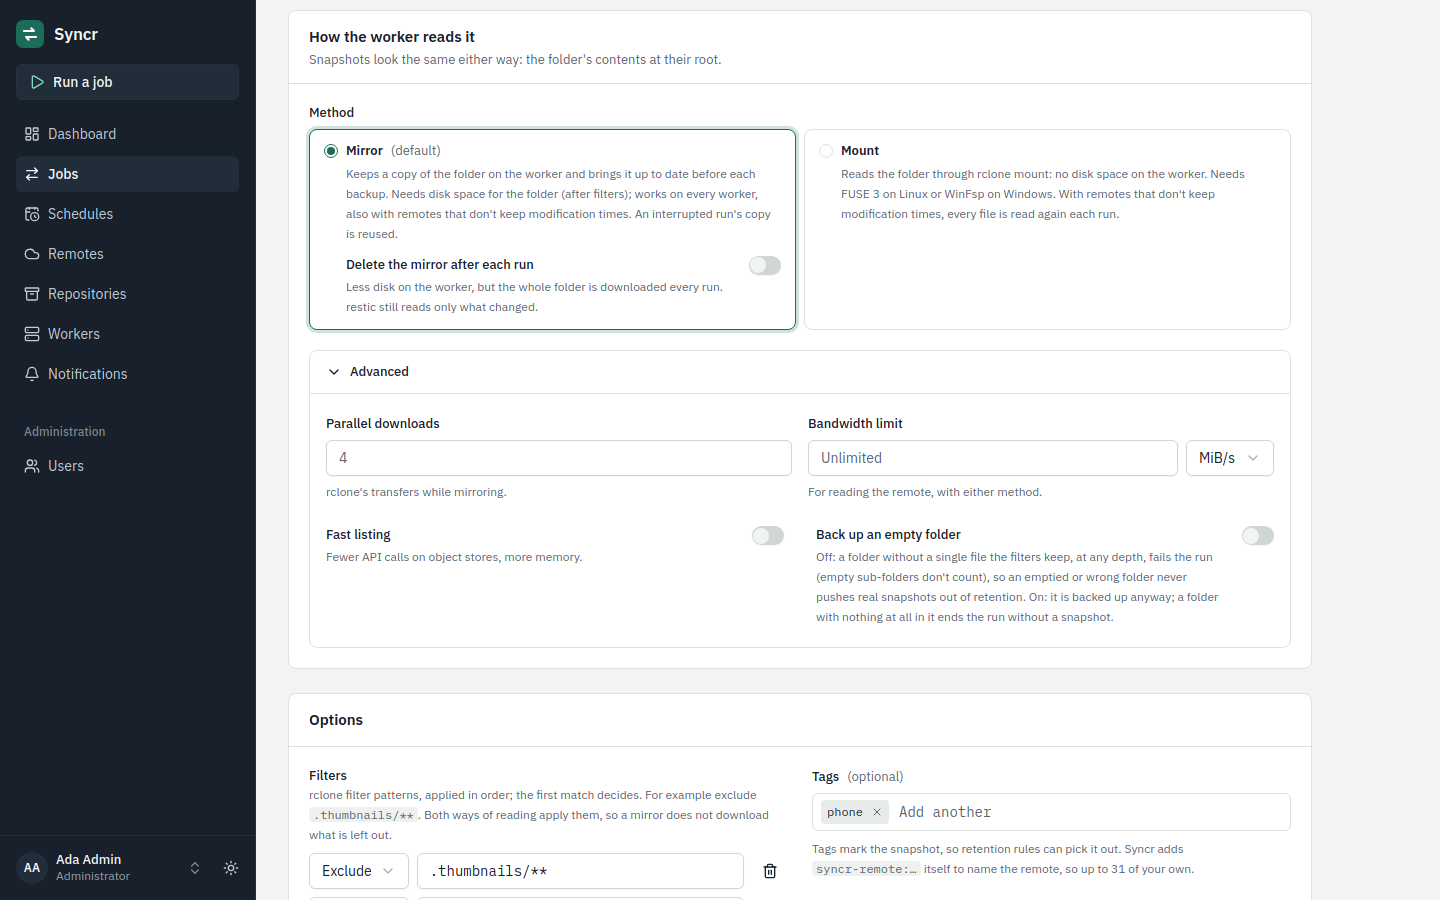 Syncr
Run a job
Dashboard
Jobs
Schedules
Remotes
Repositories
Workers
Notifications
Administration
Users
AA
Ada Admin
Administrator
How the worker reads it
Snapshots look the same either way: the folder's contents at their root.
Method
Mirror (default)
Keeps a copy of the folder on the worker and brings it up to date before each
backup. Needs disk space for the folder (after filters); works on every worker,
also with remotes that don't keep modification times. An interrupted run's copy
is reused.
Delete the mirror after each run
Less disk on the worker, but the whole folder is downloaded every run.
restic still reads only what changed.
Mount
Reads the folder through rclone mount: no disk space on the worker. Needs
FUSE 3 on Linux or WinFsp on Windows. With remotes that don't keep
modification times, every file is read again each run.
Advanced
Parallel downloads
4
rclone's transfers while mirroring.
Bandwidth limit
Unlimited
MiB/s
For reading the remote, with either method.
Fast listing
Fewer API calls on object stores, more memory.
Back up an empty folder
Off: a folder without a single file the filters keep, at any depth, fails the run
(empty sub-folders don't count), so an emptied or wrong folder never
pushes real snapshots out of retention. On: it is backed up anyway; a folder
with nothing at all in it ends the run without a snapshot.
Options
Filters
rclone filter patterns, applied in order; the first match decides. For example exclude
.thumbnails/**. Both ways of reading apply them, so a mirror does not download
what is left out.
Exclude
.thumbnails/**
Tags (optional)
phone
Add another
Tags mark the snapshot, so retention rules can pick it out. Syncr adds
syncr-remote:… itself to name the remote, so up to 31 of your own.